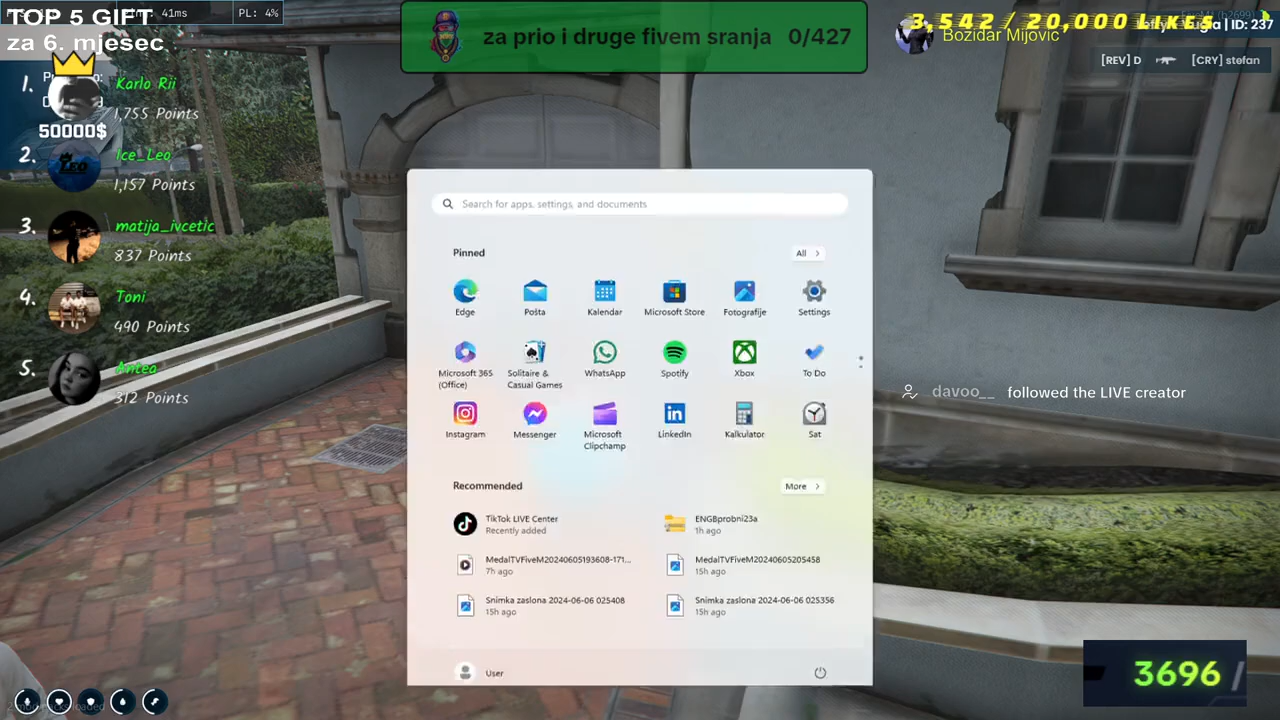 41ms
PL: 4%
TOP 5 GIFT
za 6. mjesec
1.
Karlo Rii
1,755 Points
50000$
2.
Ice_Leo
1,157 Points
3.
matija_ivcetic
837 Points
4.
Toni
490 Points
5.
Antea
312 Points
za prio i druge fivem sranja 0/427
3,542 / 20,000 LIKES
| ID: 237
Božidar Mijovic
[REV] D
[CRY] stefan
Search for apps, settings, and documents
Pinned
All
Edge
Pošta
Kalendar
Microsoft Store
Fotografije
Settings
Microsoft 365 (Office)
Solitaire & Casual Games
WhatsApp
Spotify
Xbox
To Do
Instagram
Messenger
Microsoft Clipchamp
LinkedIn
Kalkulator
Sat
Recommended
More
TikTok LIVE Center
Recently added
ENGBprobni23a
1h ago
MedalTVFiveM20240605193608-171...
7h ago
MedalTVFiveM20240605205458
15h ago
Snimka zaslona 2024-06-06 025408
15h ago
Snimka zaslona 2024-06-06 025356
15h ago
User
davoo__ followed the LIVE creator
3696 /